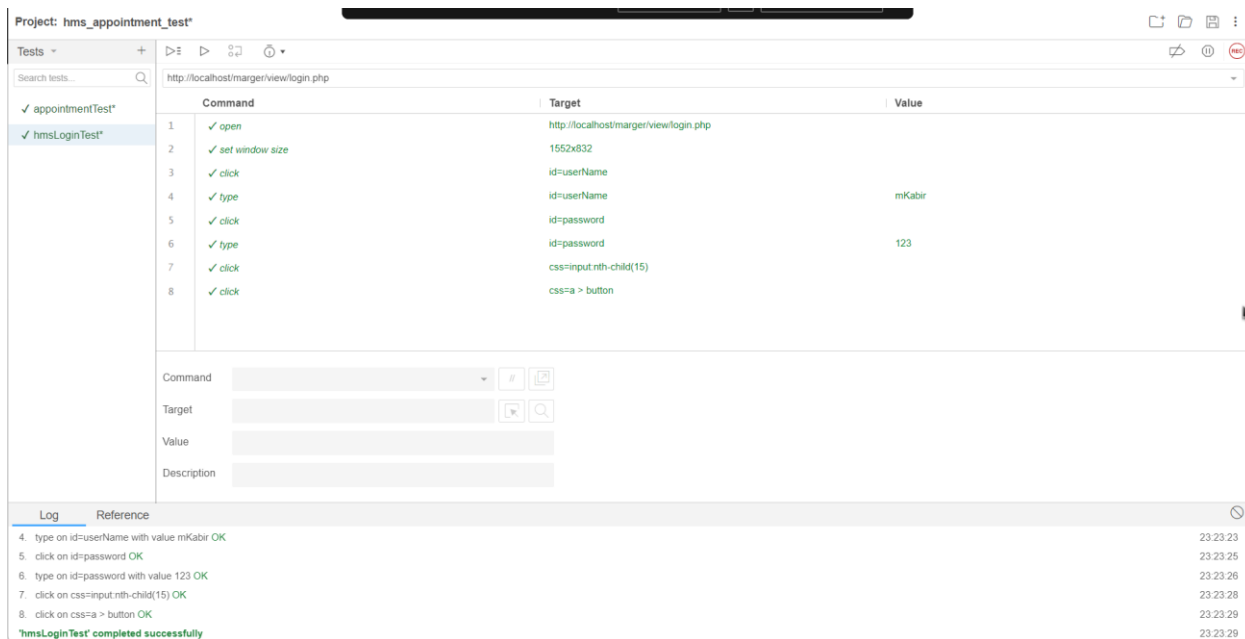 Project: hms_appointment_test*
Tests +
REC
Search tests... http://localhost/marger/view/login.php
✓ appointmentTest*
✓ hmsLoginTest*
Command Target Value
1 ✓ open http://localhost/marger/view/login.php
2 ✓ set window size 1552x832
3 ✓ click id=userName
4 ✓ type id=userName mKabir
5 ✓ click id=password
6 ✓ type id=password 123
7 ✓ click css=input:nth-child(15)
8 ✓ click css=a > button
Command //
Target
Value
Description
Log Reference
4. type on id=userName with value mKabir OK 23:23:23
5. click on id=password OK 23:23:25
6. type on id=password with value 123 OK 23:23:26
7. click on css=input:nth-child(15) OK 23:23:28
8. click on css=a > button OK 23:23:29
'hmsLoginTest' completed successfully 23:23:29